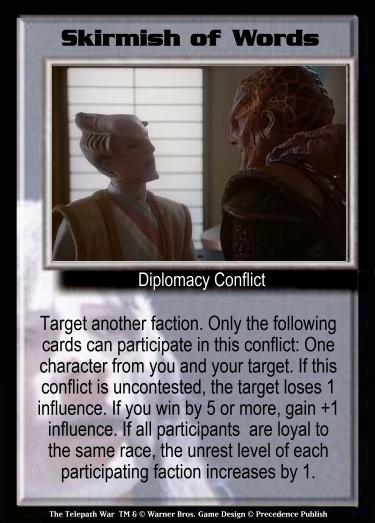 Skirmish of Words
Diplomacy Conflict
Target another faction. Only the following
cards can participate in this conflict: One
character from you and your target. If this
conflict is uncontested, the target loses 1
influence. If you win by 5 or more, gain +1
influence. If all participants are loyal to
the same race, the unrest level of each
participating faction increases by 1.
The Telepath War TM & © Warner Bros. Game Design © Precedence Publish